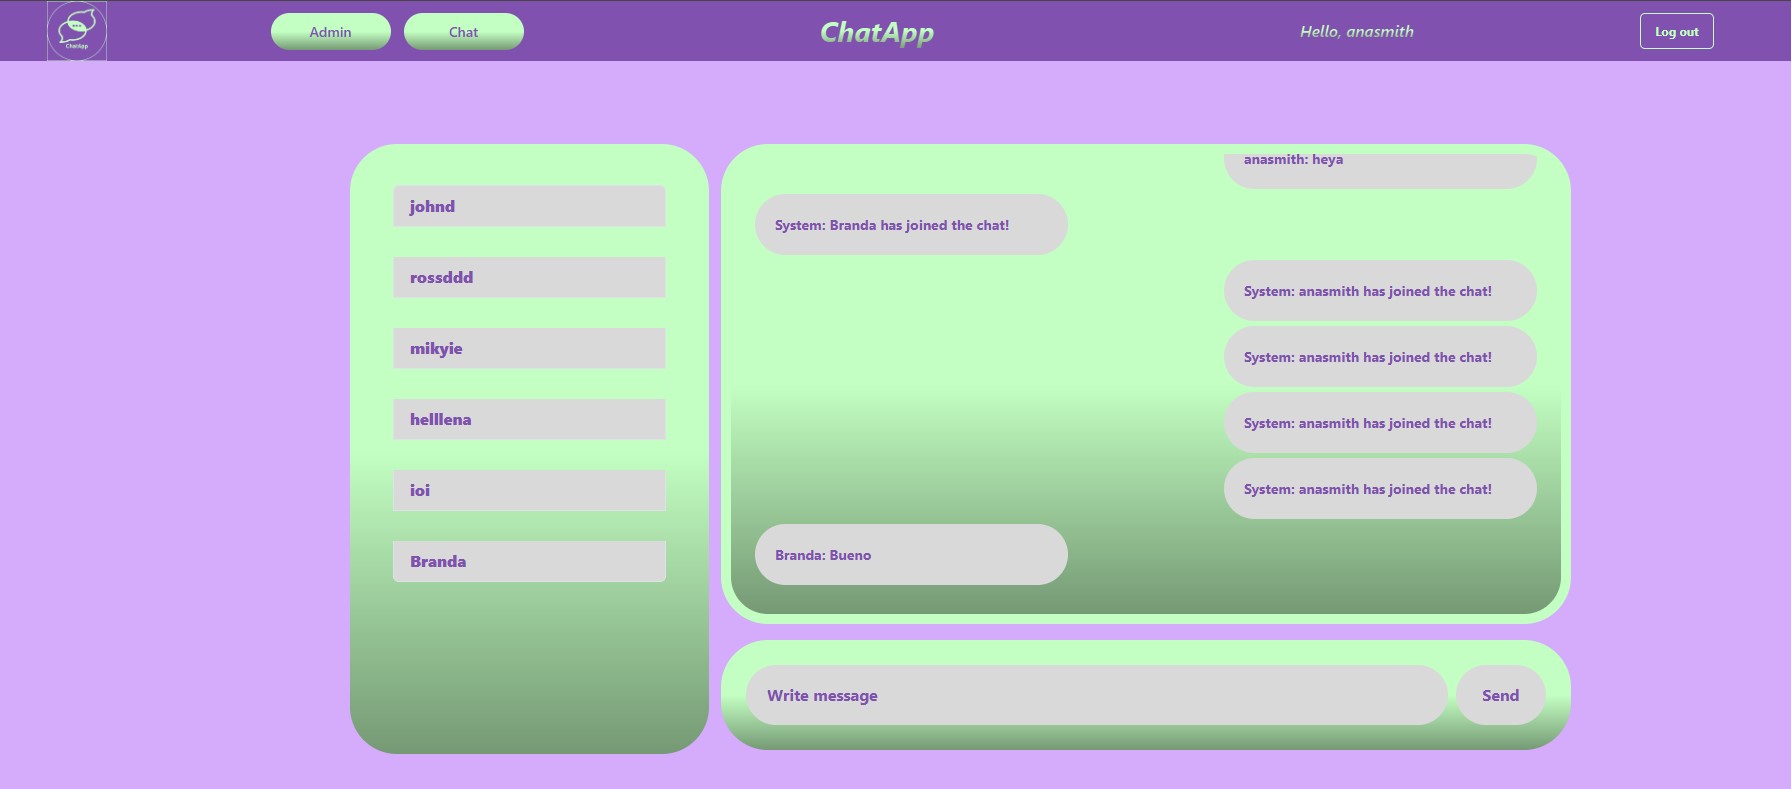 ChatApp
Admin
Chat
ChatApp
Hello, anasmith
Log out
johnd
rossddd
mikyie
helllena
ioi
Branda
anasmith: heya
System: Branda has joined the chat!
System: anasmith has joined the chat!
System: anasmith has joined the chat!
System: anasmith has joined the chat!
System: anasmith has joined the chat!
Branda: Bueno
Write message
Send